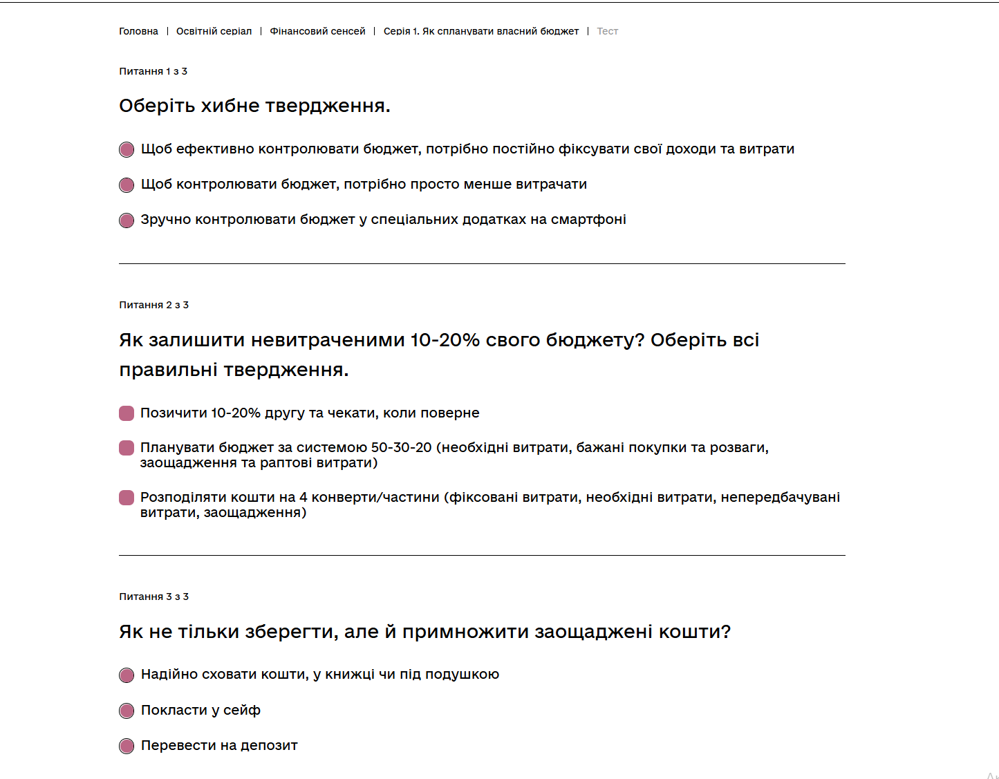 Головна | Освітній серіал | Фінансовий сенсей | Серія 1. Як спланувати власний бюджет | Тест
Питання 1 з 3
Оберіть хибне твердження.
Щоб ефективно контролювати бюджет, потрібно постійно фіксувати свої доходи та витрати
Щоб контролювати бюджет, потрібно просто менше витрачати
Зручно контролювати бюджет у спеціальних додатках на смартфоні
Питання 2 з 3
Як залишити невитраченими 10-20% свого бюджету? Оберіть всі
правильні твердження.
Позичити 10-20% другу та чекати, коли поверне
Планувати бюджет за системою 50-30-20 (необхідні витрати, бажані покупки та розваги,
заощадження та раптові витрати)
Розподіляти кошти на 4 конверти/частини (фіксовані витрати, необхідні витрати, непередбачувані
витрати, заощадження)
Питання 3 з 3
Як не тільки зберегти, але й примножити заощаджені кошти?
Надійно сховати кошти, у книжці чи під подушкою
Покласти у сейф
Перевести на депозит